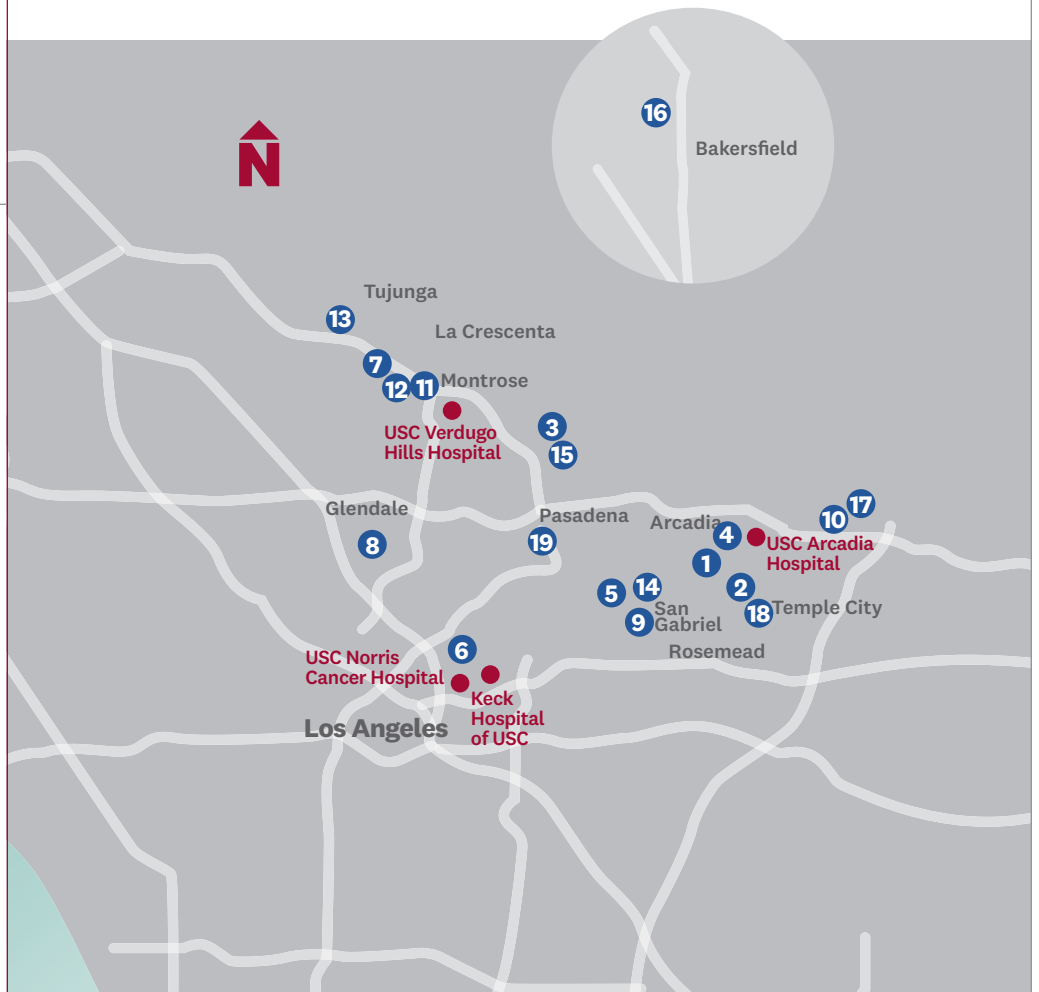 16
Bakersfield
N
Tujunga
13
La Crescenta
7
12
11
Montrose
USC Verdugo
Hills Hospital
3
15
Glendale
8
Pasadena
19
Arcadia
4
USC Arcadia
Hospital
10
17
1
2
5
14
18
Temple City
San
Gabriel
9
Rosemead
6
USC Norris
Cancer Hospital
Keck
Hospital
of USC
Los Angeles